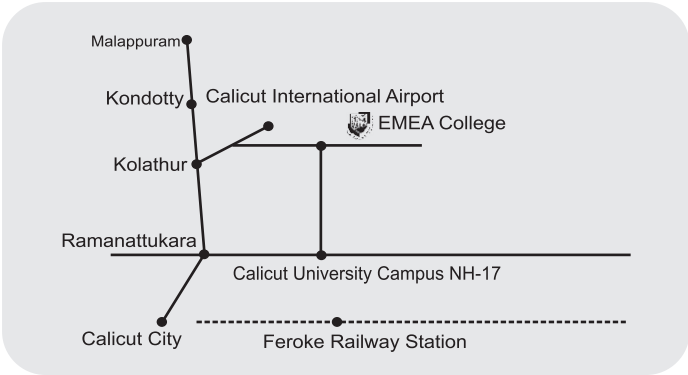 Malappuram
Kondotty
Calicut International Airport
EMEA College
Kolathur
Ramanattukara
Calicut University Campus NH-17
Calicut City
Feroke Railway Station